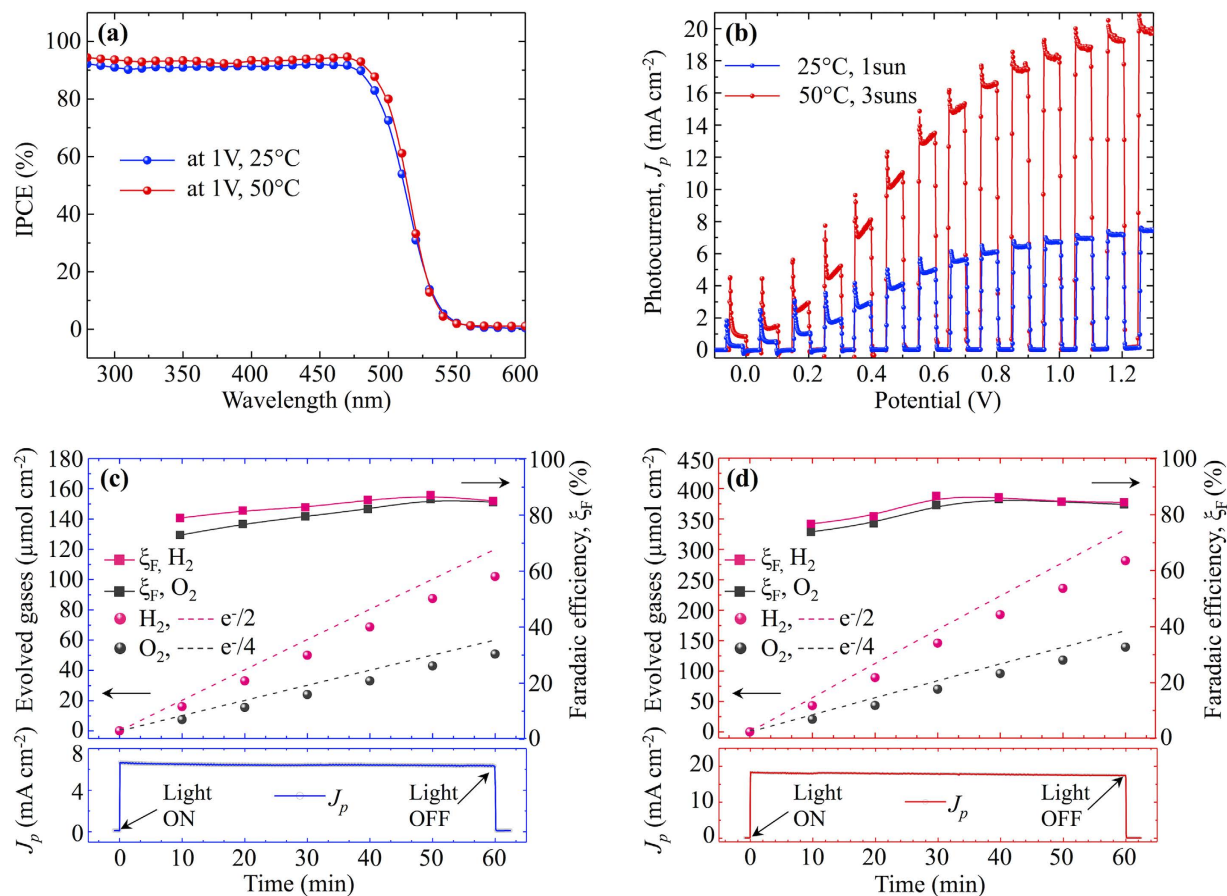 (a)
IPCE (%)
100
80
60
40
20
0
at 1V, 25°C
at 1V, 50°C
300 350 400 450 500 550 600
Wavelength (nm)
(b)
Photocurrent, Jp (mA cm-2)
20
18
16
14
12
10
8
6
4
2
0
25°C, 1sun
50°C, 3suns
0.0 0.2 0.4 0.6 0.8 1.0 1.2
Potential (V)
(c)
Evolved gases (µmol cm-2)
180
160
140
120
100
80
60
40
20
0
ξF, H2
ξF, O2
H2, e-/2
O2, e-/4
100
80
60
40
20
0
Faradaic efficiency, ξF (%)
Jp (mA cm-2)
8
4
0
Light
ON
Jp
Light
OFF
0 10 20 30 40 50 60
Time (min)
(d)
Evolved gases (µmol cm-2)
450
400
350
300
250
200
150
100
50
0
ξF, H2
ξF, O2
H2, e-/2
O2, e-/4
100
80
60
40
20
0
Faradaic efficiency, ξF (%)
Jp (mA cm-2)
20
10
0
Light
ON
Jp
Light
OFF
0 10 20 30 40 50 60
Time (min)